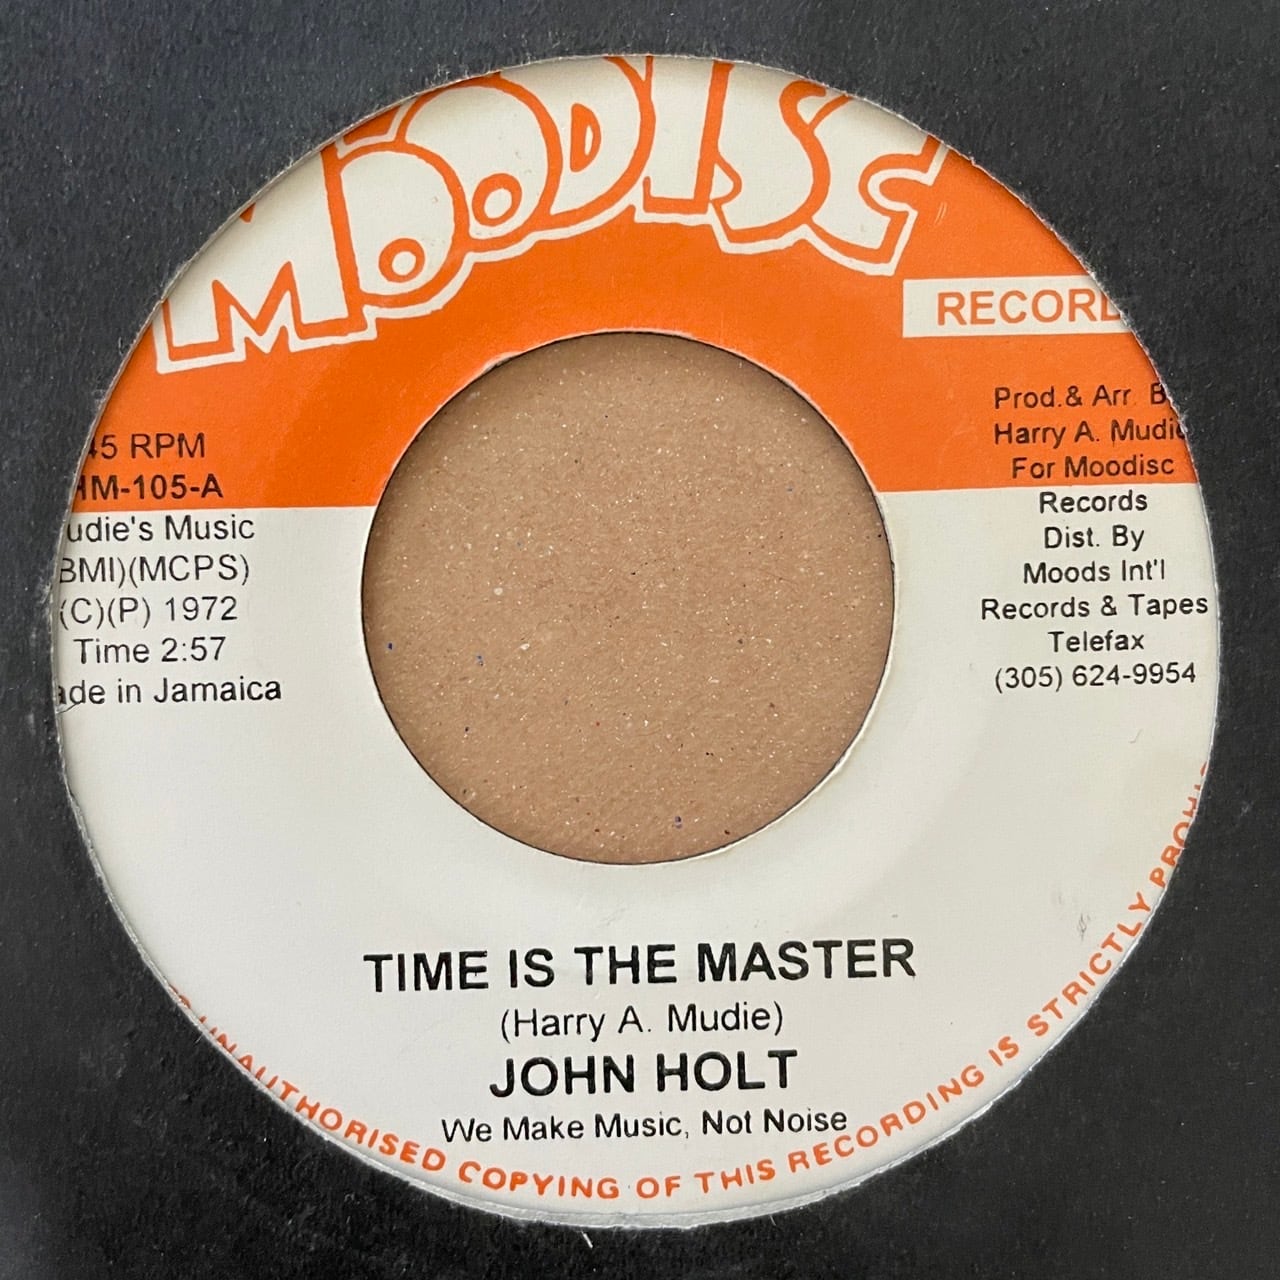 MOODISC
RECORD
45 RPM
HM-105-A
udie's Music
BMI)(MCPS)
(C)(P) 1972
Time 2:57
ade in Jamaica
Prod.& Arr. B
Harry A. Mudie
For Moodisc
Records
Dist. By
Moods Int'l
Records & Tapes
Telefax
(305) 624-9954
TIME IS THE MASTER
(Harry A. Mudie)
JOHN HOLT
We Make Music, Not Noise
UNAUTHORISED COPYING OF THIS RECORDING IS STRICTLY PROHI